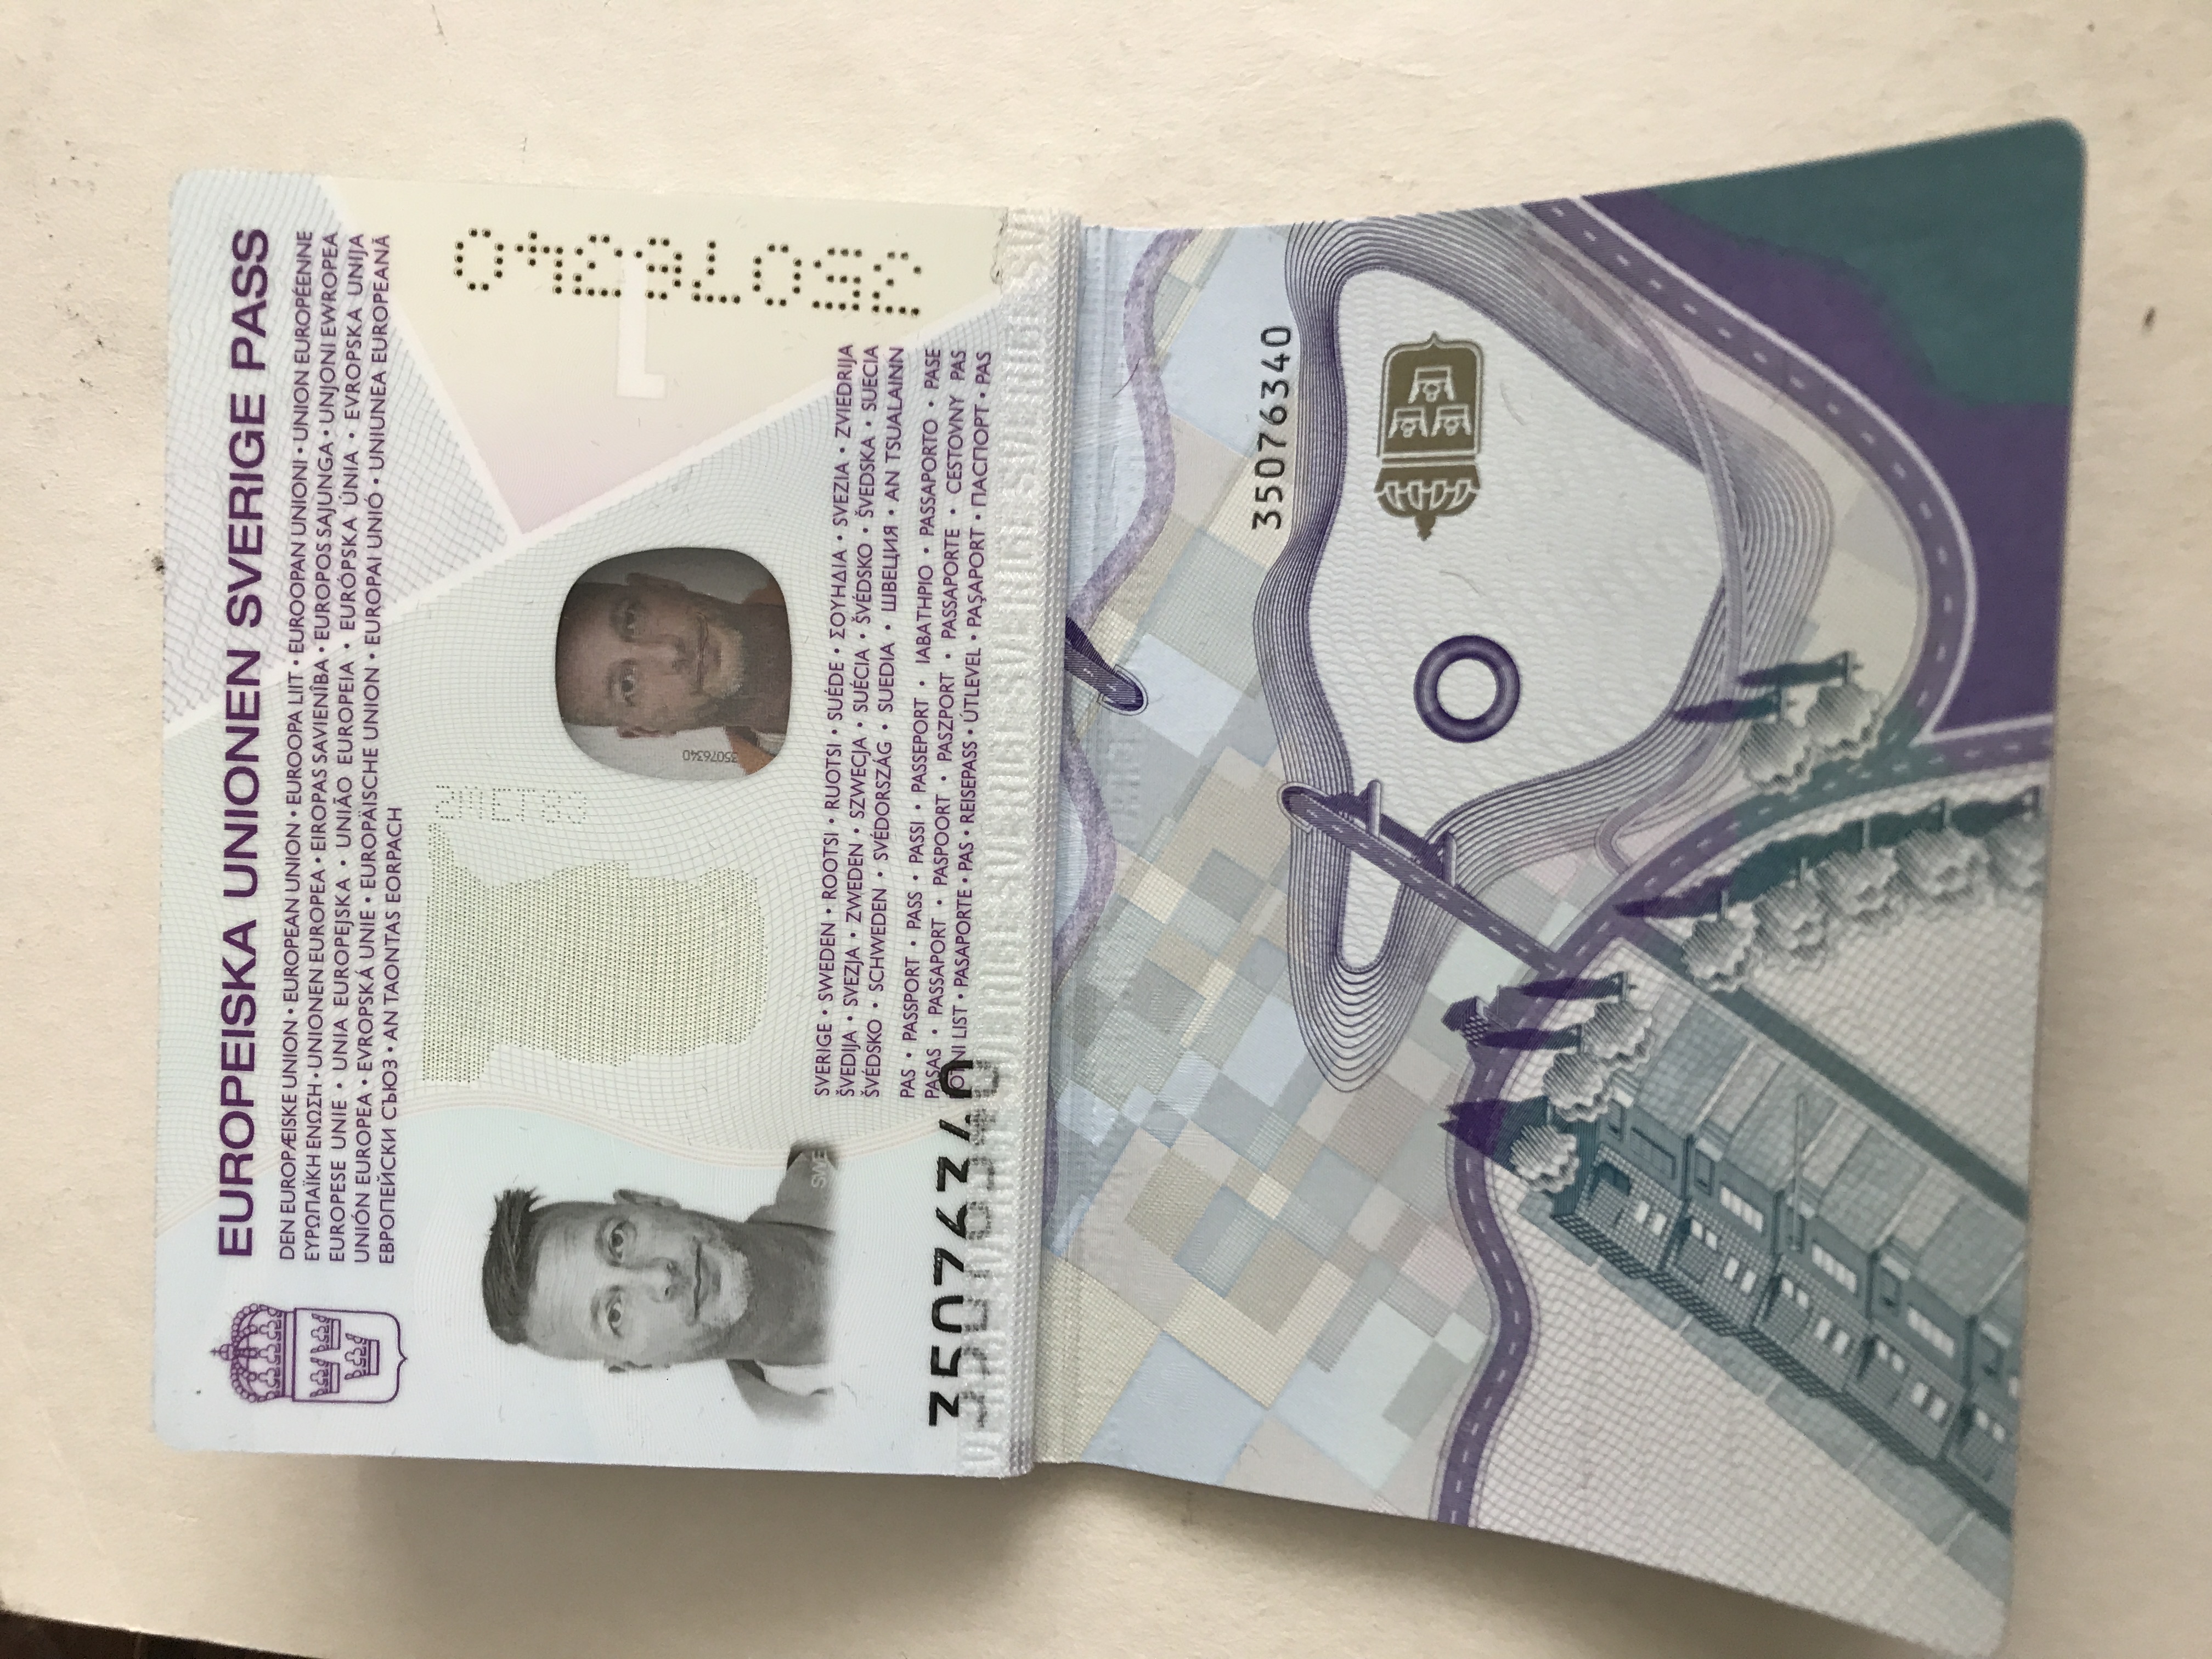 EUROPEISKA UNIONEN SVERIGE PASS
DEN EUROPÆISKE UNION • EUROPEAN UNION • EUROOPA LIIT • EUROOPAN UNIONI • UNION EUROPÉENNE
ΕΥΡΩΠΑΪΚΗ ΕΝΩΣΗ • UNIONEN EUROPEA • EIROPAS SAVIENĪBA • EUROPOS SAJUNGA • UNJONI EWROPEA
EUROPESE UNIE • UNIA EUROPEJSKA • UNIÃO EUROPEIA • EURÓPSKA ÚNIA • EVROPSKA UNIJA
UNIÓN EUROPEA • EVROPSKÁ UNIE • EUROPÄISCHE UNION • EUROPAI UNIÓ • UNIUNEA EUROPEANĂ
ЕВРОПЕЙСКИ СЪЮЗ • AN TAONTAS EORPACH
35076340
35076340
SWE
SVERIGE • SWEDEN • ROOTSI • RUOTSI • SUÉDE • ΣΟΥΗΔΙΑ • SVEZIA • ZVIEDRIJA
ŠVEDIJA • SVEZJA • ZWEDEN • SZWECJA • SUÉCIA • ŠVÉDSKO • ŠVEDSKA • SUECIA
ŠVÉDSKO • SCHWEDEN • SVÉDORSZÁG • SUEDIA • ШВЕЦИЯ • AN TSUALAINN
PAS • PASSPORT • PASS • PASSI • PASSEPORT • ΙΑΒΑΤΗΡΙΟ • PASSAPORTO • PASE
PASAS • PASSAPORT • PASPOORT • PASZPORT • PASSAPORTE • CESTOVNY PAS
POTNI LIST • PASAPORTE • PAS • REISEPASS • ÚTLEVEL • PAŞAPORT • ПАСПОРТ • PAS
35076340
1
SVERIGE SVERIGE SVERIGE SVERIGE
35076340